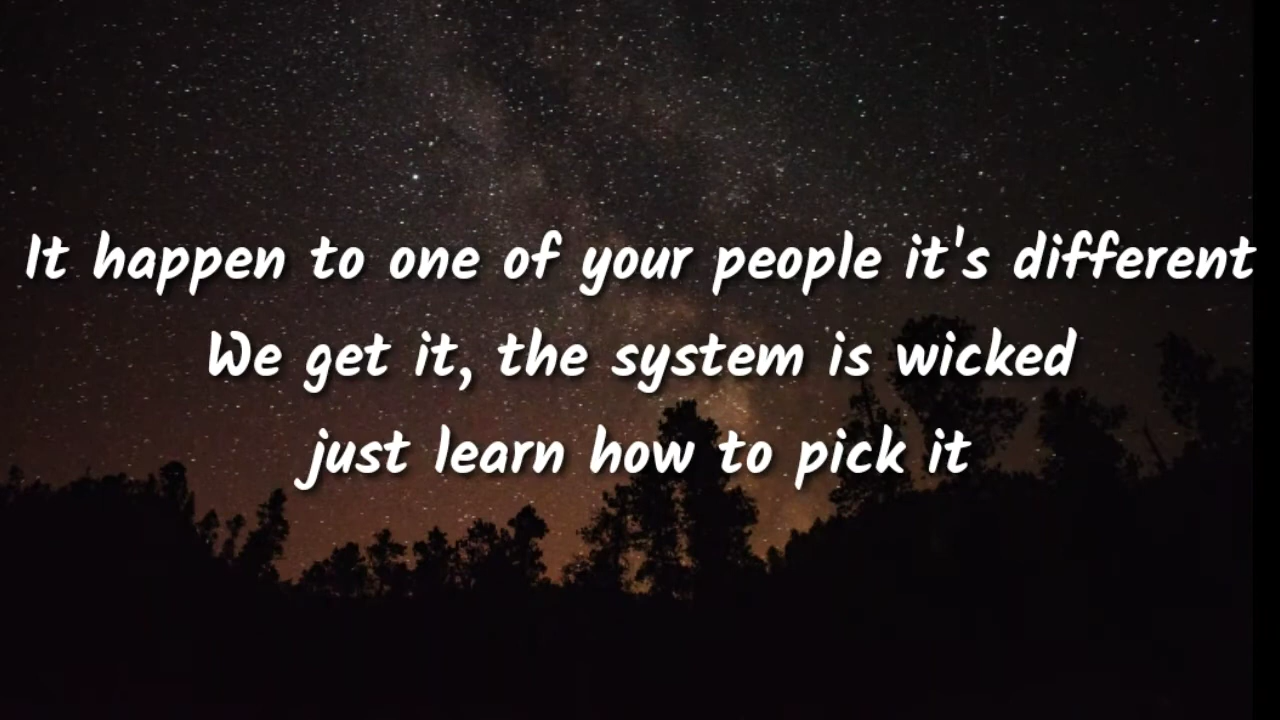 It happen to one of your people it's different
We get it, the system is wicked
just learn how to pick it